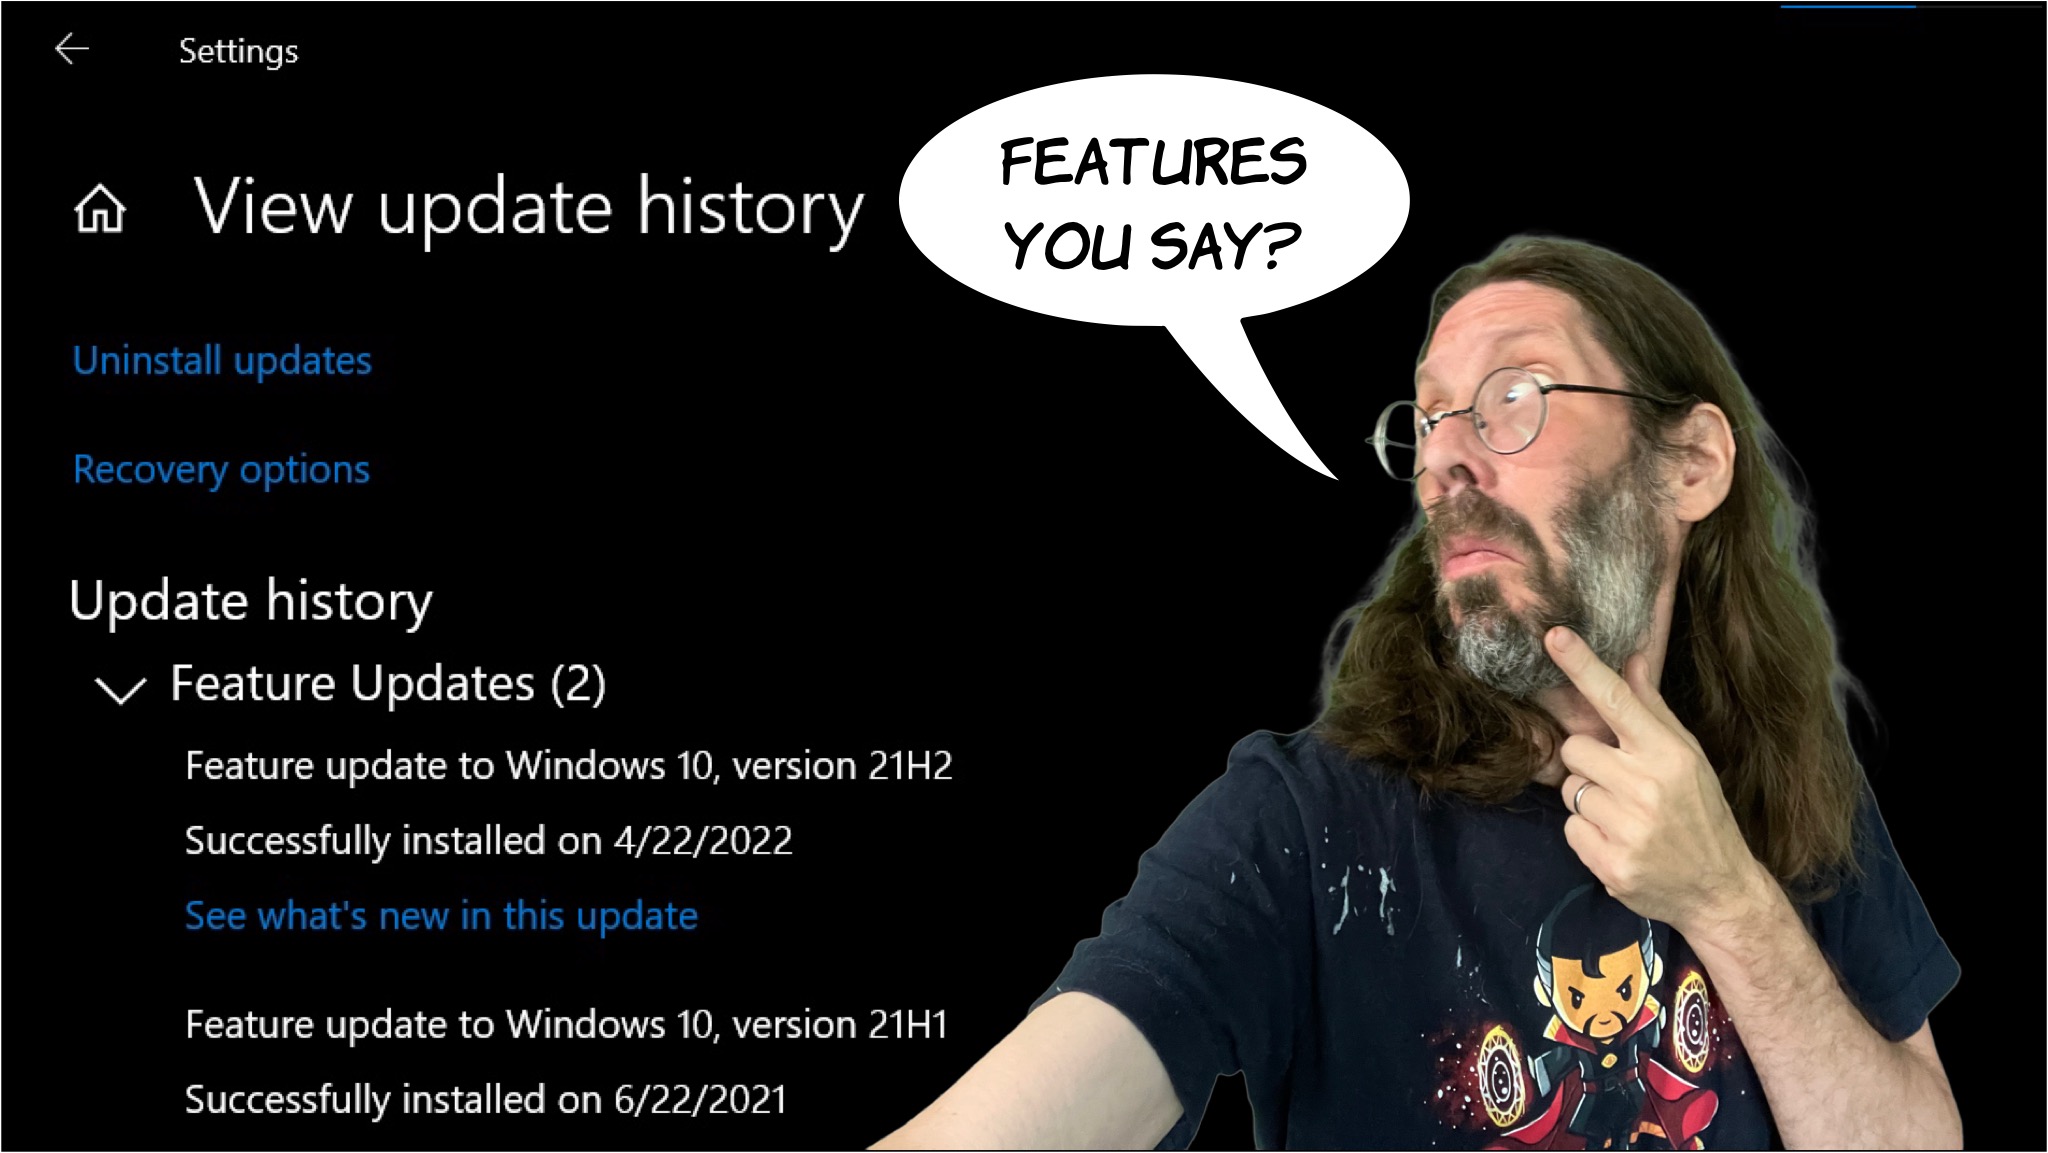 Settings
View update history
FEATURES
YOU SAY?
Uninstall updates
Recovery options
Update history
Feature Updates (2)
Feature update to Windows 10, version 21H2
Successfully installed on 4/22/2022
See what's new in this update
Feature update to Windows 10, version 21H1
Successfully installed on 6/22/2021